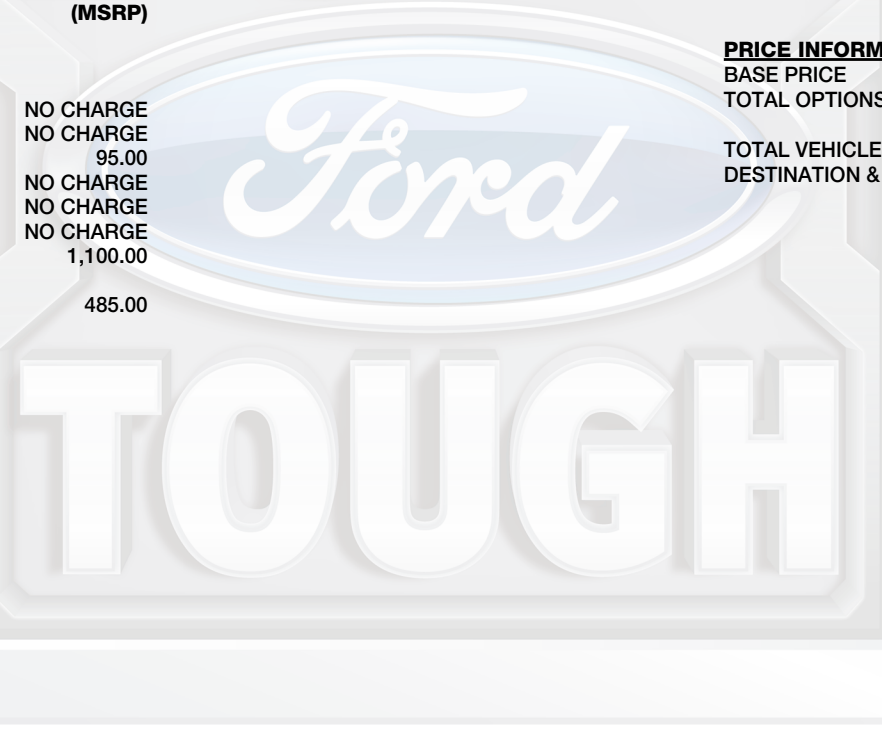 (MSRP)
NO CHARGE
NO CHARGE
95.00
NO CHARGE
NO CHARGE
NO CHARGE
1,100.00
485.00
PRICE INFORM
BASE PRICE
TOTAL OPTIONS
TOTAL VEHICLE
DESTINATION &
Ford
TOUGH